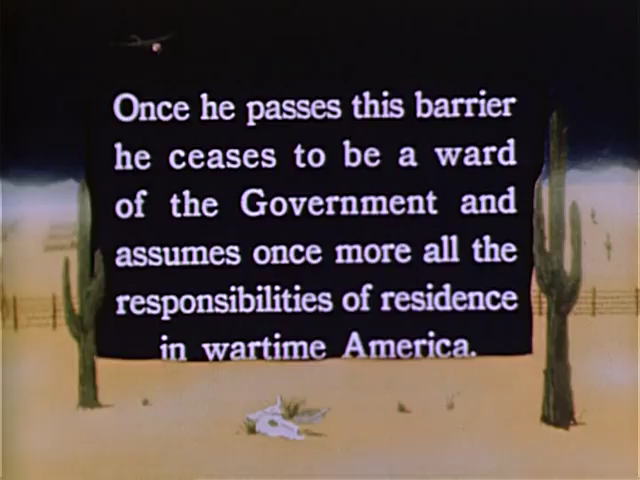 Once he passes this barrier
he ceases to be a ward
of the Government and
assumes once more all the
responsibilities of residence
in wartime America.